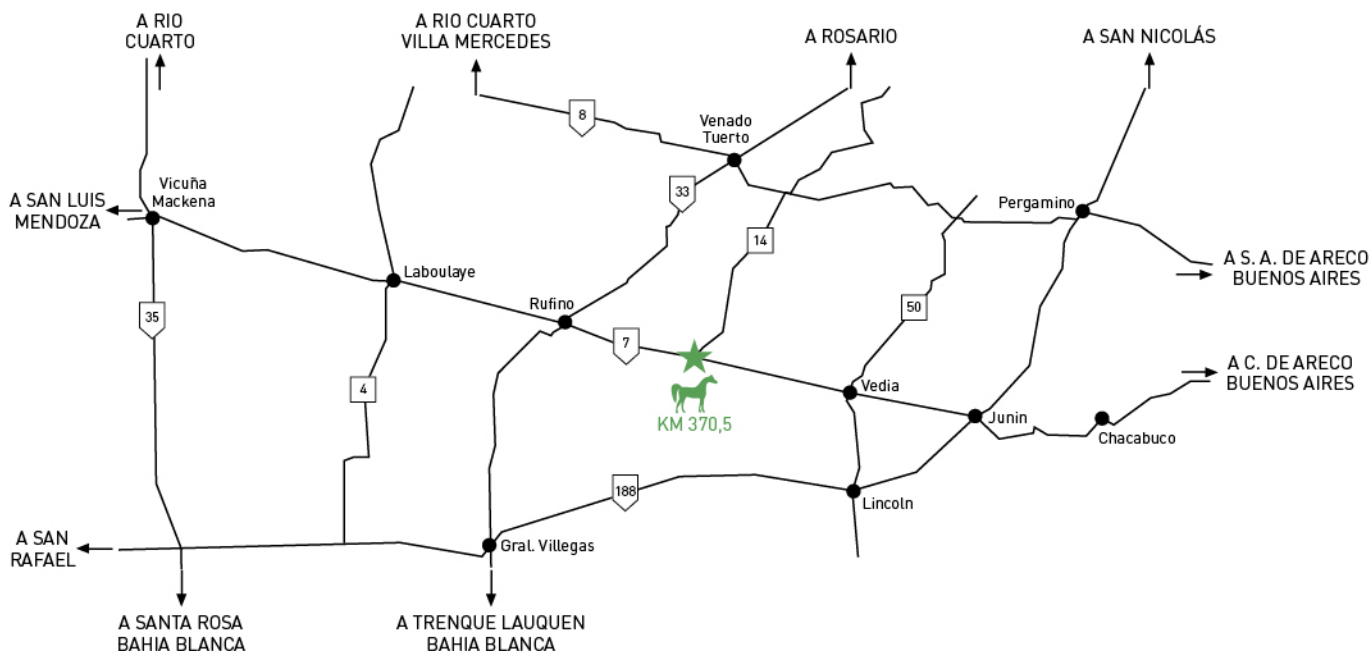 A RIO
CUARTO
A RIO CUARTO
VILLA MERCEDES
A ROSARIO
A SAN NICOLÁS
8
Venado
Tuerto
33
Vicuña
Mackena
A SAN LUIS
MENDOZA
Pergamino
14
A S. A. DE ARECO
BUENOS AIRES
Laboulaye
Rufino
50
35
7
A C. DE ARECO
BUENOS AIRES
4
Vedia
KM 370,5
Junin
Chacabuco
188
Lincoln
A SAN
RAFAEL
Gral. Villegas
A SANTA ROSA
BAHIA BLANCA
A TRENQUE LAUQUEN
BAHIA BLANCA